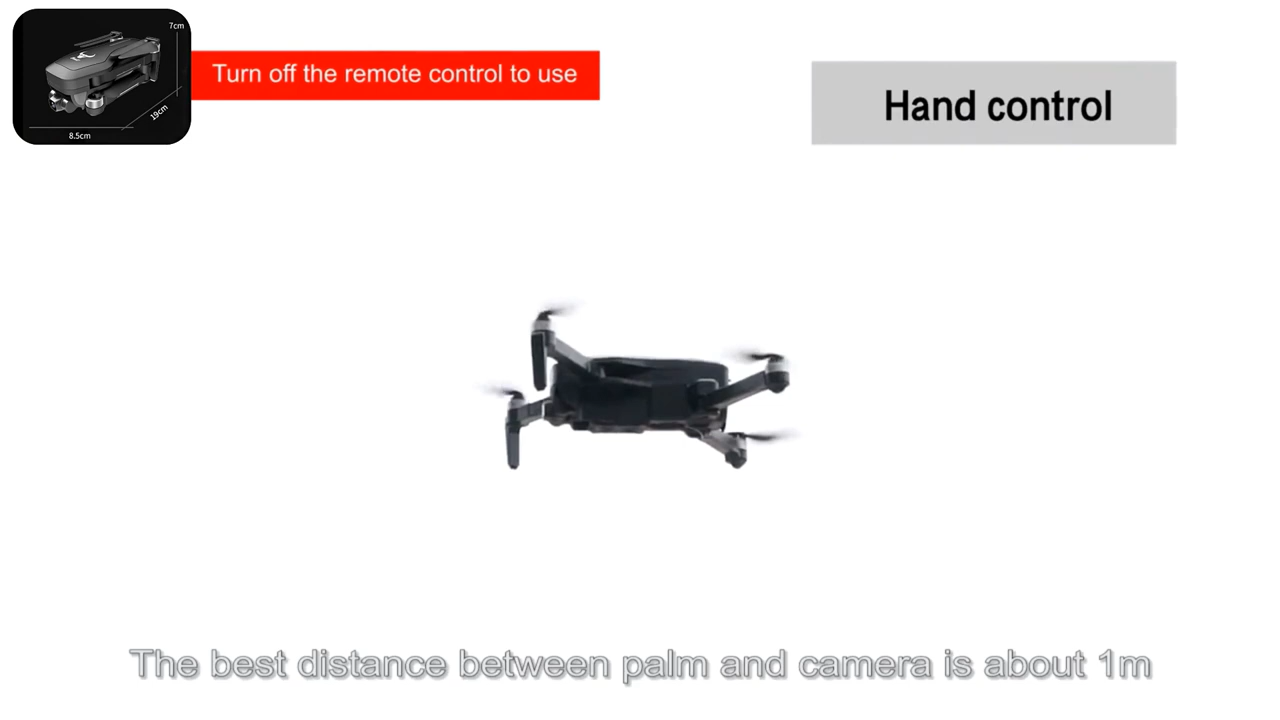 7cm
19cm
8.5cm
Turn off the remote control to use
Hand control
The best distance between palm and camera is about 1m